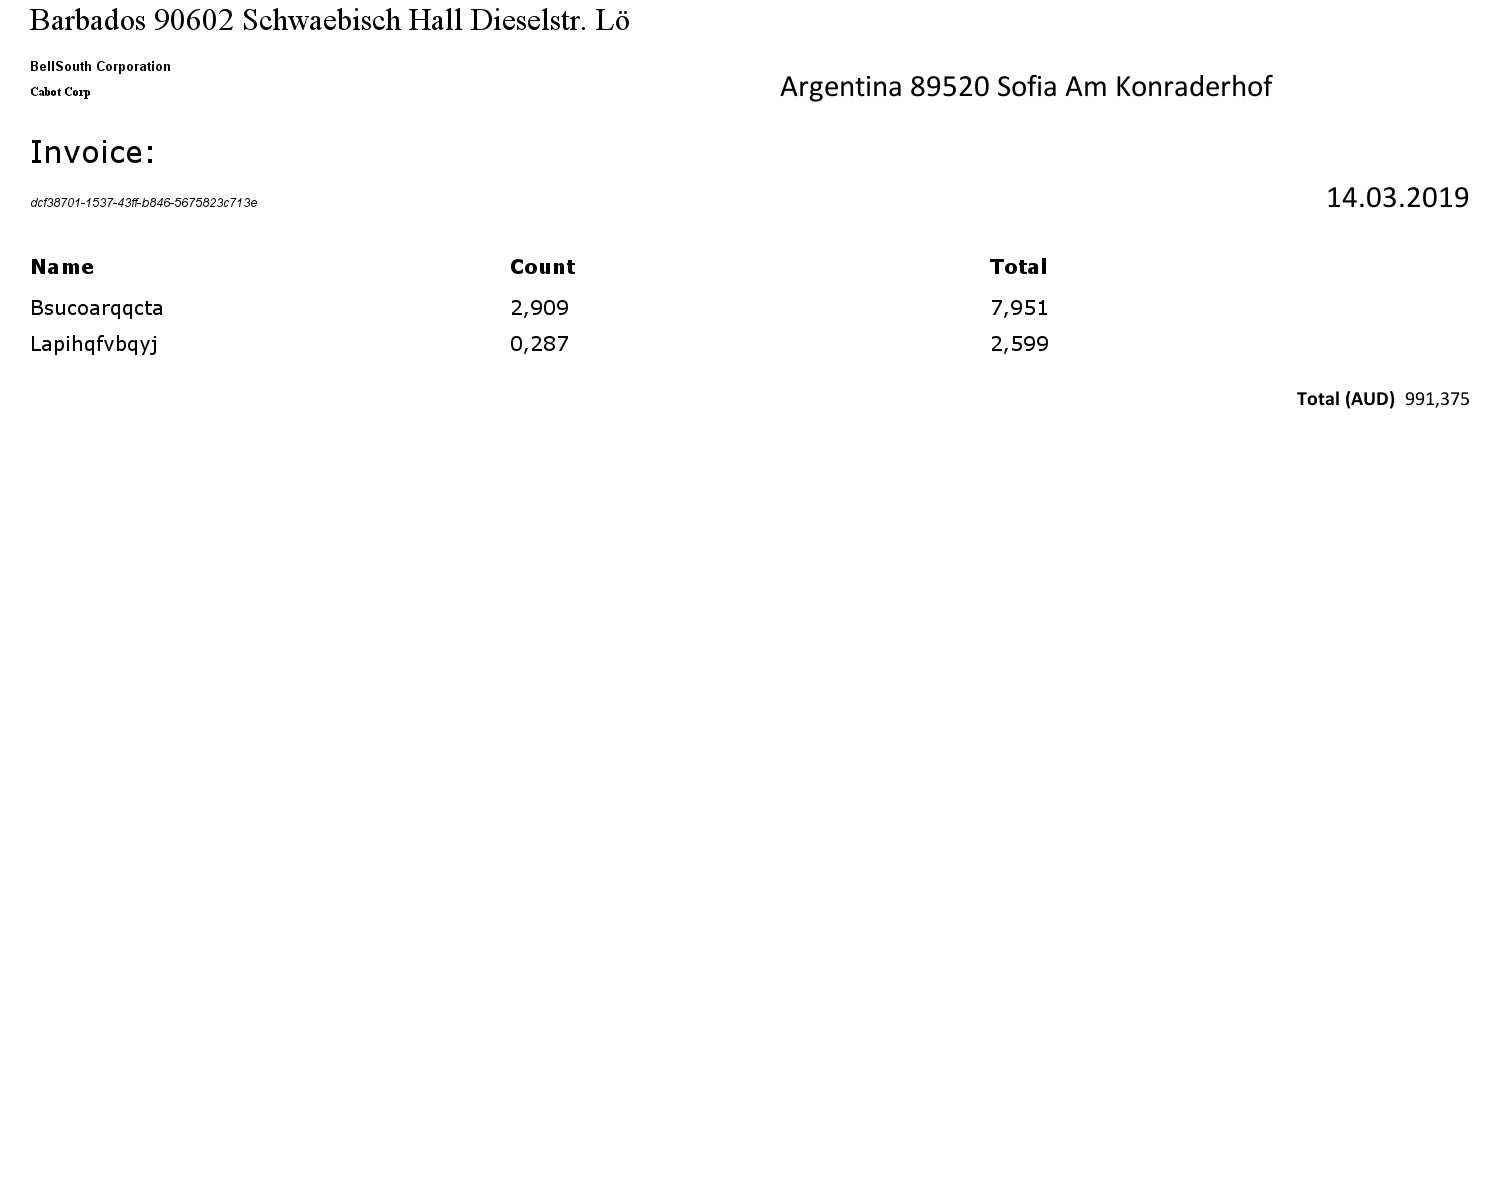 Barbados 90602 Schwaebisch Hall Dieselstr. Lö
BellSouth Corporation
Cabot Corp
Argentina 89520 Sofia Am Konraderhof
Invoice:
dcf38701-1537-43ff-b846-5675823c713e
14.03.2019
Name Count Total
Bsucoarqqcta 2,909 7,951
Lapihqfvbqyj 0,287 2,599
Total (AUD) 991,375